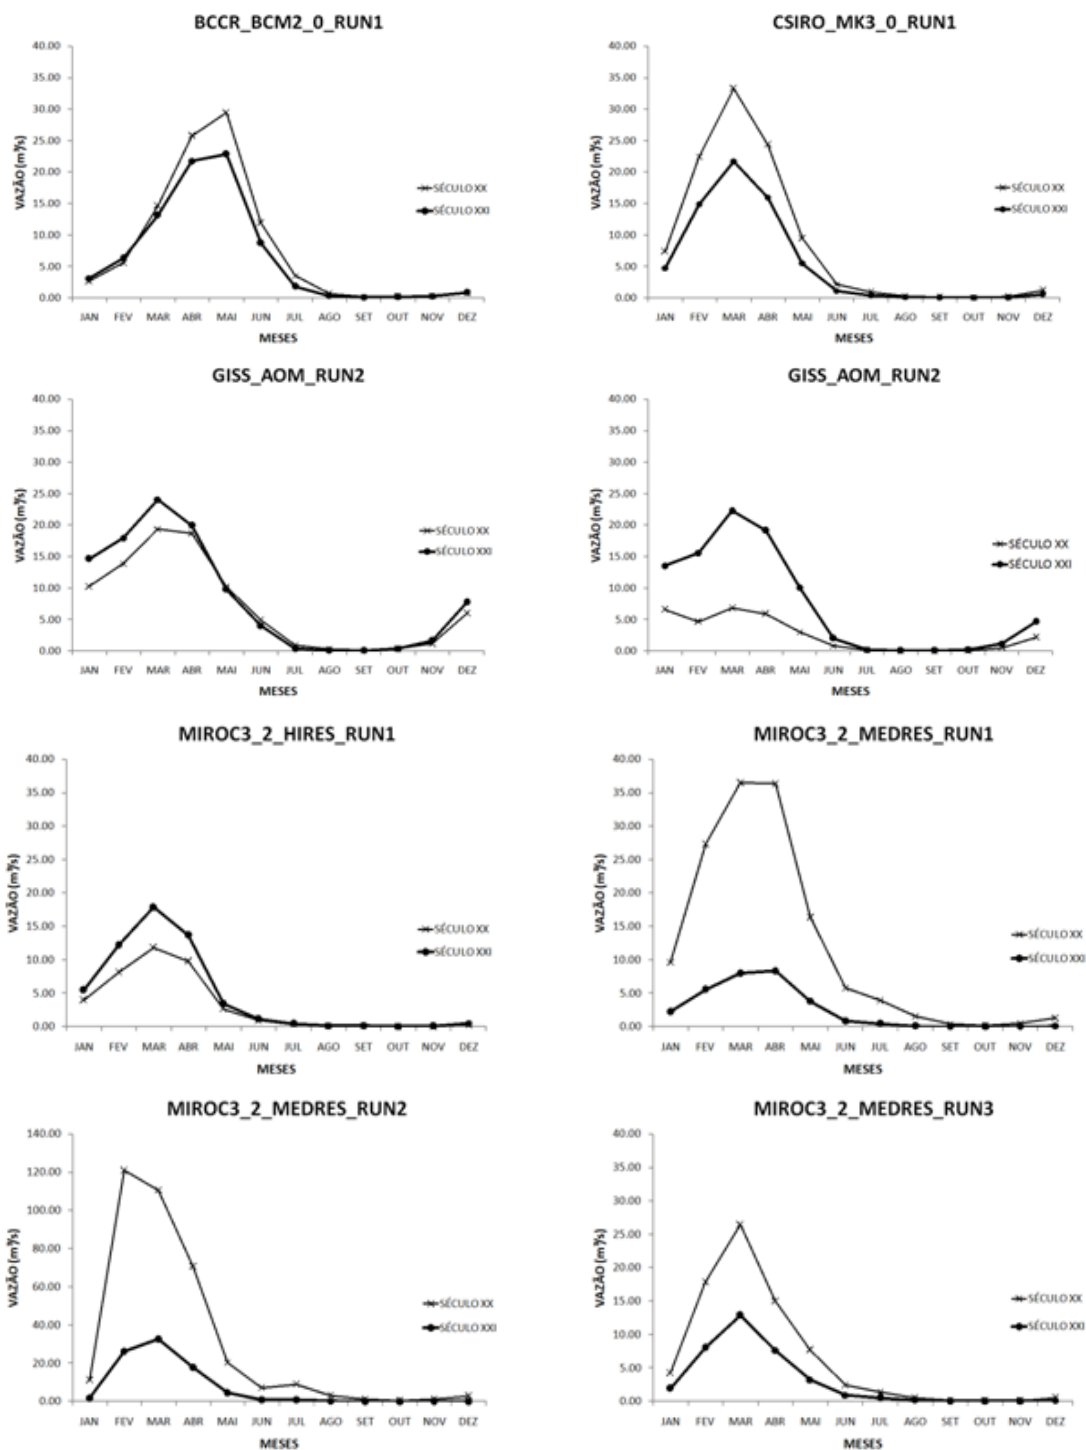 BCCR_BCM2_0_RUN1
40.00
35.00
30.00
25.00
20.00
15.00
10.00
5.00
0.00
VAZÃO (m³/s)
SÉCULO XX
SÉCULO XXI
JAN FEV MAR ABR MAI JUN JUL AGO SET OUT NOV DEZ
MESES
CSIRO_MK3_0_RUN1
40.00
35.00
30.00
25.00
20.00
15.00
10.00
5.00
0.00
VAZÃO (m³/s)
SÉCULO XX
SÉCULO XXI
JAN FEV MAR ABR MAI JUN JUL AGO SET OUT NOV DEZ
MESES
GISS_AOM_RUN2
40.00
35.00
30.00
25.00
20.00
15.00
10.00
5.00
0.00
VAZÃO (m³/s)
SÉCULO XX
SÉCULO XXI
JAN FEV MAR ABR MAI JUN JUL AGO SET OUT NOV DEZ
MESES
GISS_AOM_RUN2
40.00
35.00
30.00
25.00
20.00
15.00
10.00
5.00
0.00
VAZÃO (m³/s)
SÉCULO XX
SÉCULO XXI
JAN FEV MAR ABR MAI JUN JUL AGO SET OUT NOV DEZ
MESES
MIROC3_2_HIRES_RUN1
40.00
35.00
30.00
25.00
20.00
15.00
10.00
5.00
0.00
VAZÃO (m³/s)
SÉCULO XX
SÉCULO XXI
JAN FEV MAR ABR MAI JUN JUL AGO SET OUT NOV DEZ
MESES
MIROC3_2_MEDRES_RUN1
40.00
35.00
30.00
25.00
20.00
15.00
10.00
5.00
0.00
VAZÃO (m³/s)
SÉCULO XX
SÉCULO XXI
JAN FEV MAR ABR MAI JUN JUL AGO SET OUT NOV DEZ
MESES
MIROC3_2_MEDRES_RUN2
140.00
120.00
100.00
80.00
60.00
40.00
20.00
0.00
VAZÃO (m³/s)
SÉCULO XX
SÉCULO XXI
JAN FEV MAR ABR MAI JUN JUL AGO SET OUT NOV DEZ
MESES
MIROC3_2_MEDRES_RUN3
40.00
35.00
30.00
25.00
20.00
15.00
10.00
5.00
0.00
VAZÃO (m³/s)
SÉCULO XX
SÉCULO XXI
JAN FEV MAR ABR MAI JUN JUL AGO SET OUT NOV DEZ
MESES